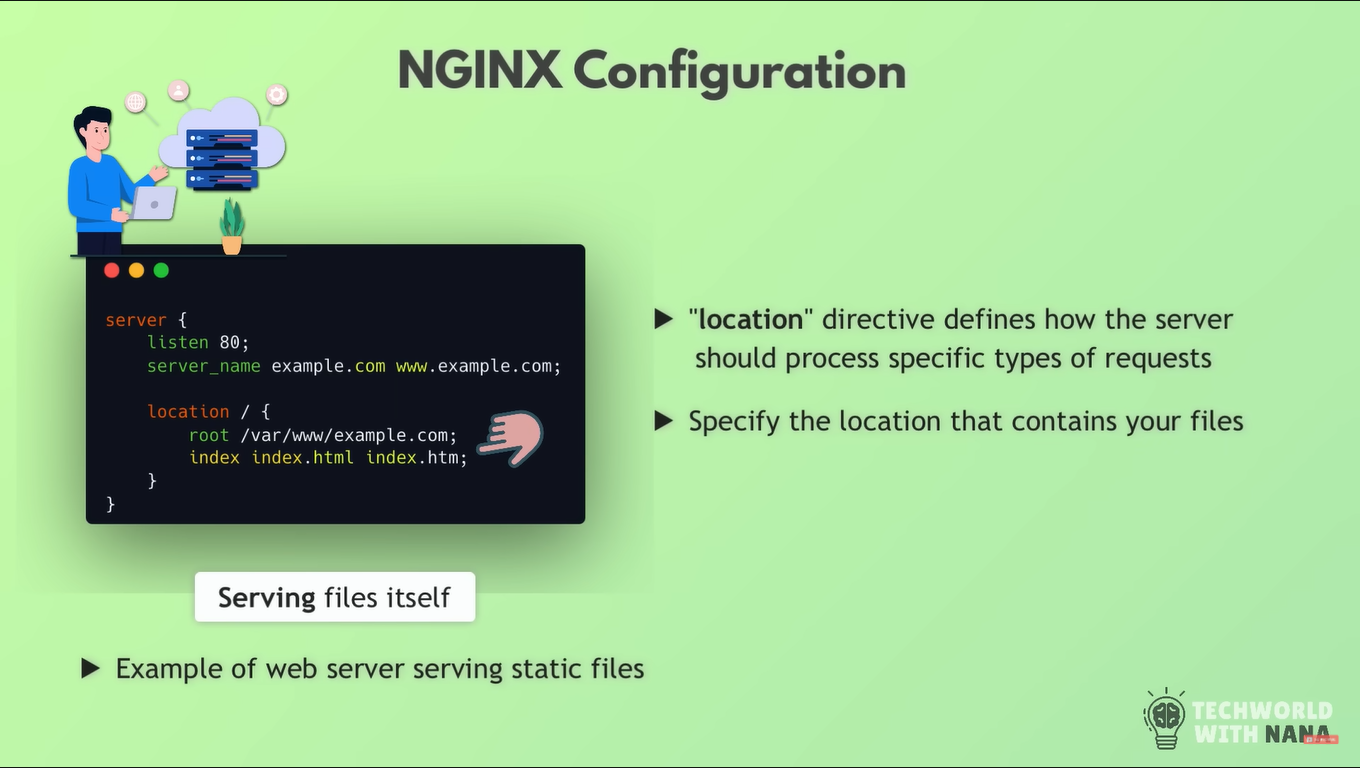 NGINX Configuration
server {
    listen 80;
    server_name example.com www.example.com;

    location / {
        root /var/www/example.com;
        index index.html index.htm;
    }
}
▶ "location" directive defines how the server
should process specific types of requests
▶ Specify the location that contains your files
Serving files itself
▶ Example of web server serving static files
TECHWORLD
WITH NANA